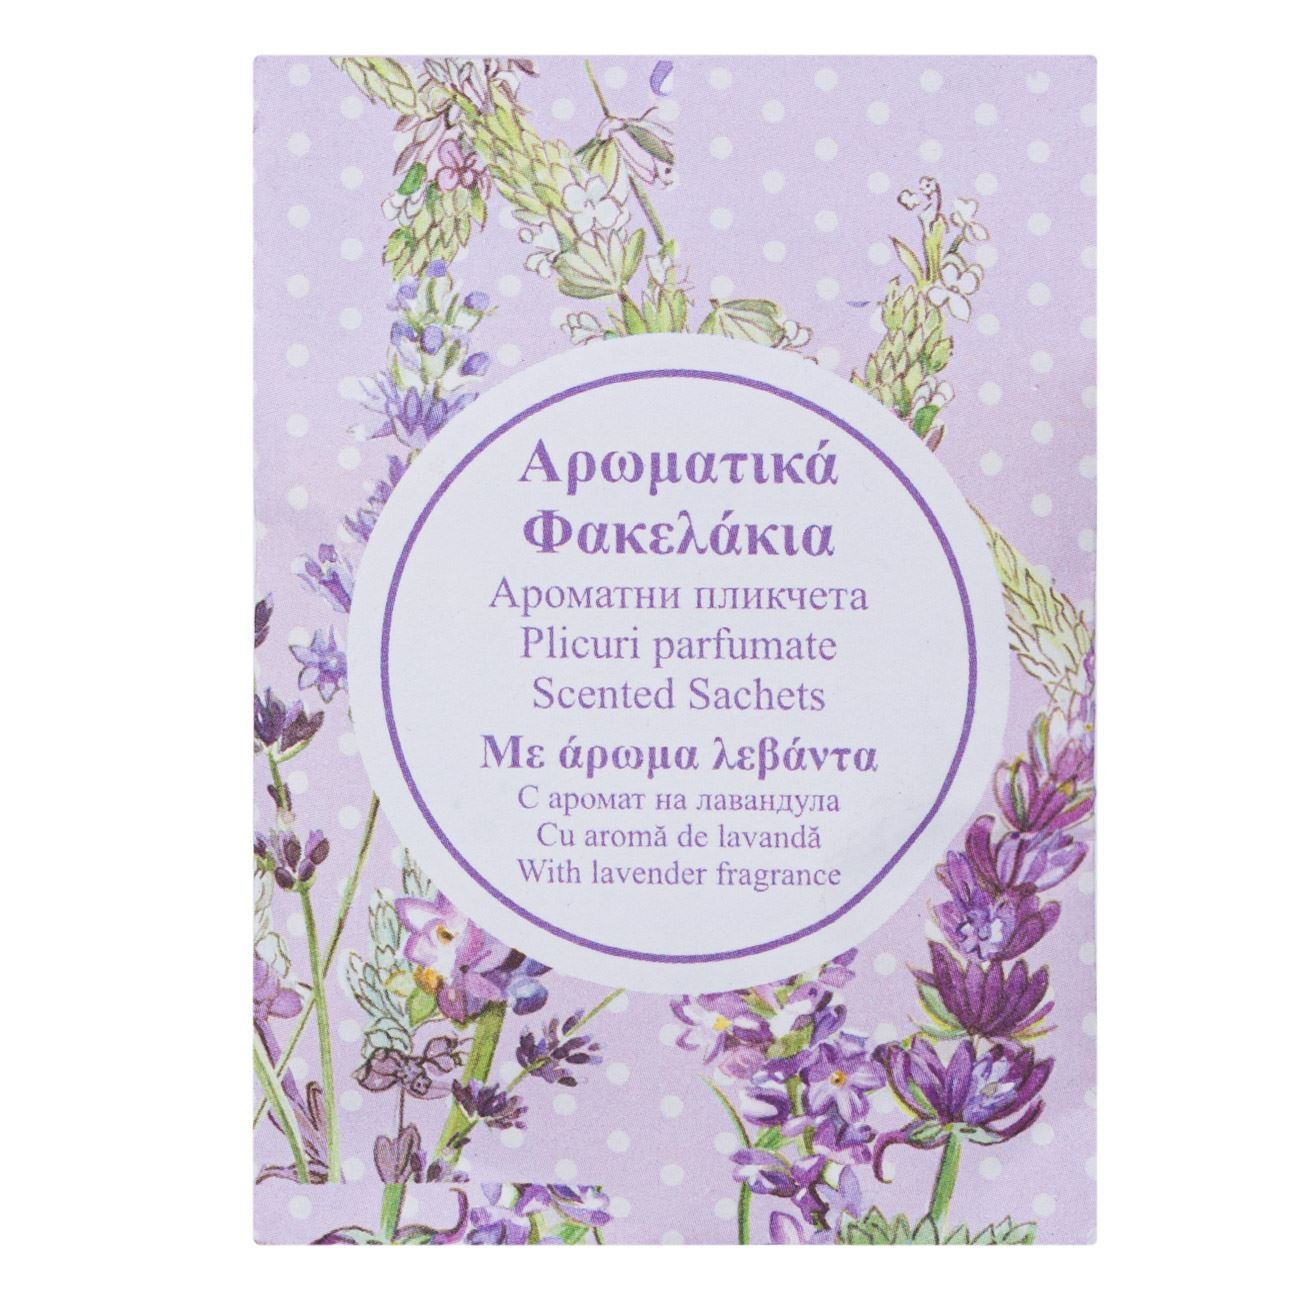 Αρωματικά
Φακελάκια
Ароматни пликчета
Plicuri parfumate
Scented Sachets
Με άρωμα λεβάντα
С аромат на лавандула
Cu aromă de lavandă
With lavender fragrance